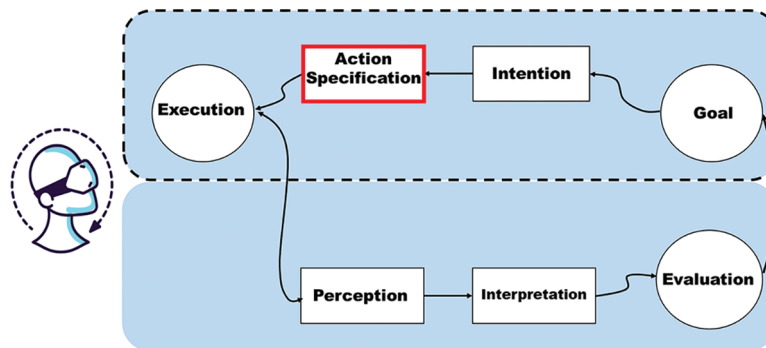 Action
Specification
Intention
Execution
Goal
Perception
Interpretation
Evaluation